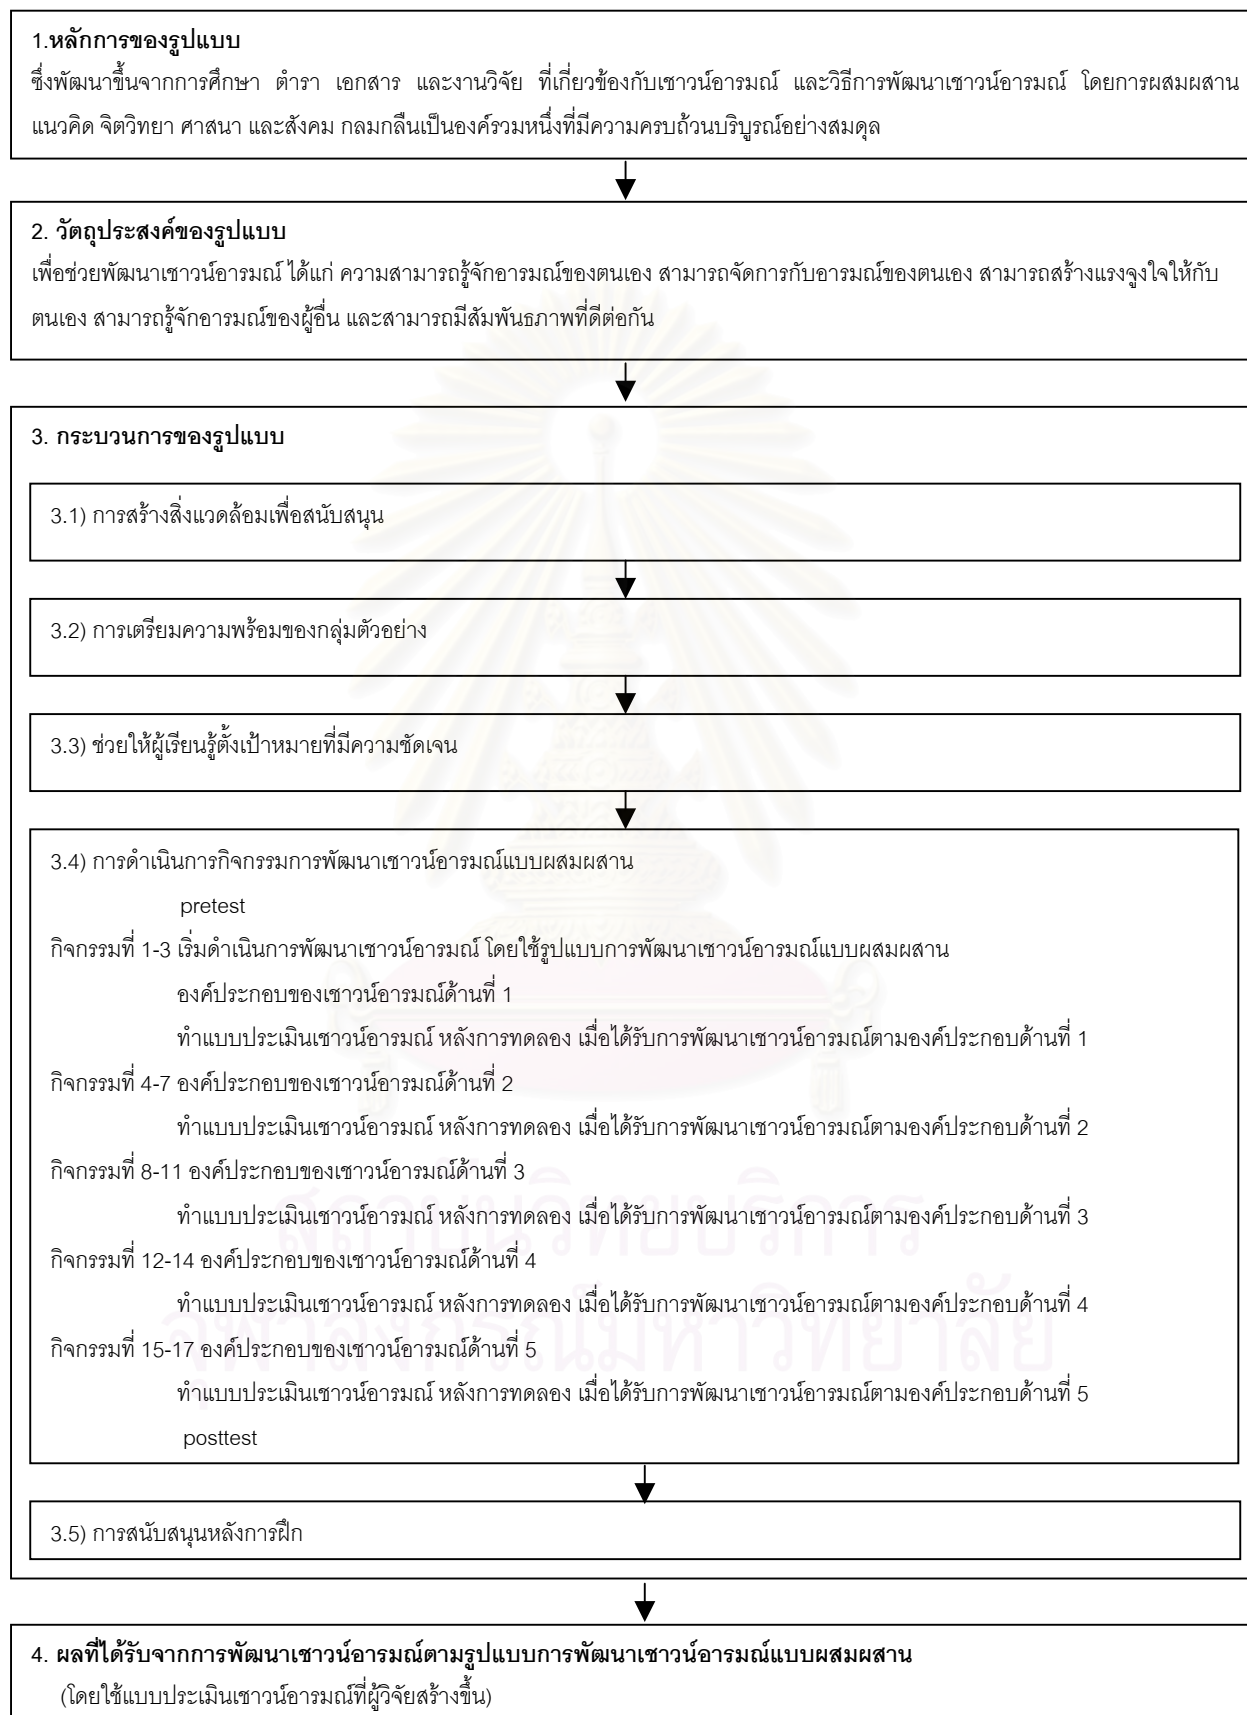 1.หลักการของรูปแบบ
ซึ่งพัฒนาขึ้นจากการศึกษา ตำรา เอกสาร และงานวิจัย ที่เกี่ยวข้องกับเชาวน์อารมณ์ และวิธีการพัฒนาเชาวน์อารมณ์ โดยการผสมผสาน
แนวคิด จิตวิทยา ศาสนา และสังคม กลมกลืนเป็นองค์รวมหนึ่งที่มีความครบถ้วนบริบูรณ์อย่างสมดุล
2. วัตถุประสงค์ของรูปแบบ
เพื่อช่วยพัฒนาเชาวน์อารมณ์ ได้แก่ ความสามารถรู้จักอารมณ์ของตนเอง สามารถจัดการกับอารมณ์ของตนเอง สามารถสร้างแรงจูงใจให้กับ
ตนเอง สามารถรู้จักอารมณ์ของผู้อื่น และสามารถมีสัมพันธภาพที่ดีต่อกัน
3. กระบวนการของรูปแบบ
3.1) การสร้างสิ่งแวดล้อมเพื่อสนับสนุน
3.2) การเตรียมความพร้อมของกลุ่มตัวอย่าง
3.3) ช่วยให้ผู้เรียนรู้ตั้งเป้าหมายที่มีความชัดเจน
3.4) การดำเนินการกิจกรรมการพัฒนาเชาวน์อารมณ์แบบผสมผสาน
pretest
กิจกรรมที่ 1-3 เริ่มดำเนินการพัฒนาเชาวน์อารมณ์ โดยใช้รูปแบบการพัฒนาเชาวน์อารมณ์แบบผสมผสาน
องค์ประกอบของเชาวน์อารมณ์ด้านที่ 1
ทำแบบประเมินเชาวน์อารมณ์ หลังการทดลอง เมื่อได้รับการพัฒนาเชาวน์อารมณ์ตามองค์ประกอบด้านที่ 1
กิจกรรมที่ 4-7 องค์ประกอบของเชาวน์อารมณ์ด้านที่ 2
ทำแบบประเมินเชาวน์อารมณ์ หลังการทดลอง เมื่อได้รับการพัฒนาเชาวน์อารมณ์ตามองค์ประกอบด้านที่ 2
กิจกรรมที่ 8-11 องค์ประกอบของเชาวน์อารมณ์ด้านที่ 3
ทำแบบประเมินเชาวน์อารมณ์ หลังการทดลอง เมื่อได้รับการพัฒนาเชาวน์อารมณ์ตามองค์ประกอบด้านที่ 3
สถาบันวิทยบริการ
กิจกรรมที่ 12-14 องค์ประกอบของเชาวน์อารมณ์ด้านที่ 4
ทำแบบประเมินเชาวน์อารมณ์ หลังการทดลอง เมื่อได้รับการพัฒนาเชาวน์อารมณ์ตามองค์ประกอบด้านที่ 4
จุฬาลงกรณ์มหาวิทยาลัย
กิจกรรมที่ 15-17 องค์ประกอบของเชาวน์อารมณ์ด้านที่ 5
ทำแบบประเมินเชาวน์อารมณ์ หลังการทดลอง เมื่อได้รับการพัฒนาเชาวน์อารมณ์ตามองค์ประกอบด้านที่ 5
posttest
3.5) การสนับสนุนหลังการฝึก
4. ผลที่ได้รับจากการพัฒนาเชาวน์อารมณ์ตามรูปแบบการพัฒนาเชาวน์อารมณ์แบบผสมผสาน
(โดยใช้แบบประเมินเชาวน์อารมณ์ที่ผู้วิจัยสร้างขึ้น)